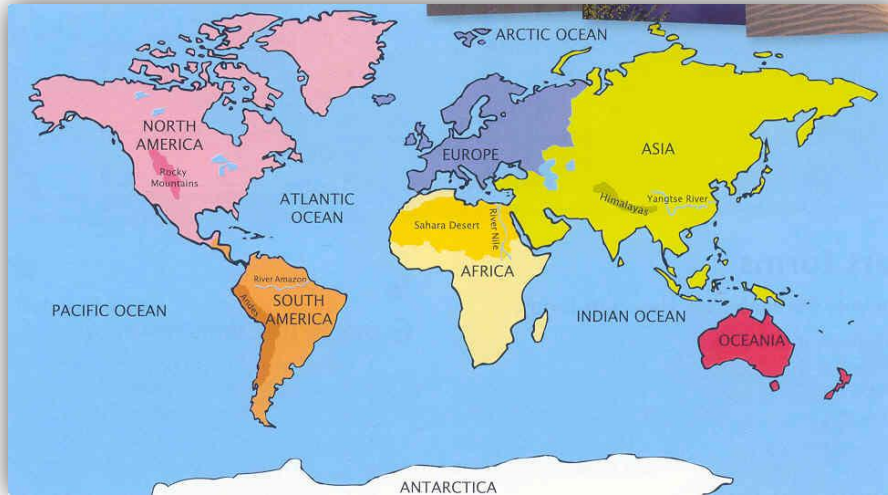 ARCTIC OCEAN
NORTH
AMERICA
Rocky
Mountains
EUROPE
ASIA
ATLANTIC
OCEAN
Himalayas
Yangtse River
Sahara Desert
River Nile
AFRICA
River Amazon
Andes
SOUTH
AMERICA
PACIFIC OCEAN
INDIAN OCEAN
OCEANIA
ANTARCTICA